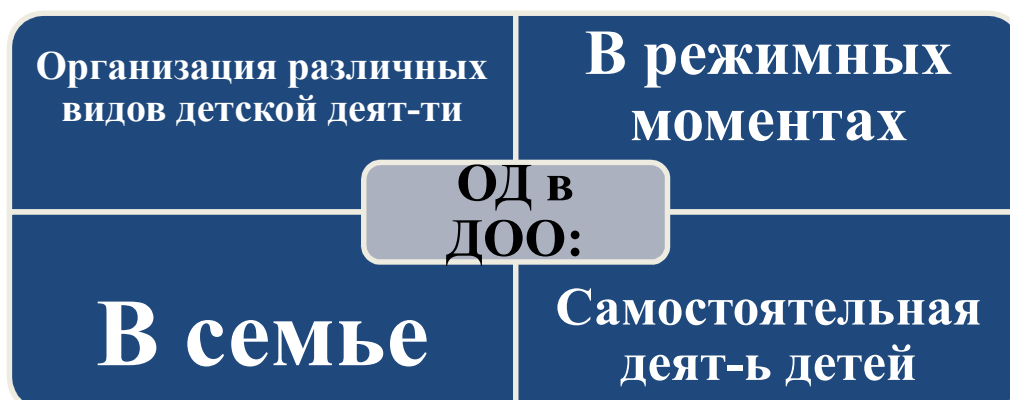 Организация различных
видов детской деят-ти
В режимных
моментах
ОД в
ДОО:
В семье
Самостоятельная
деят-ь детей